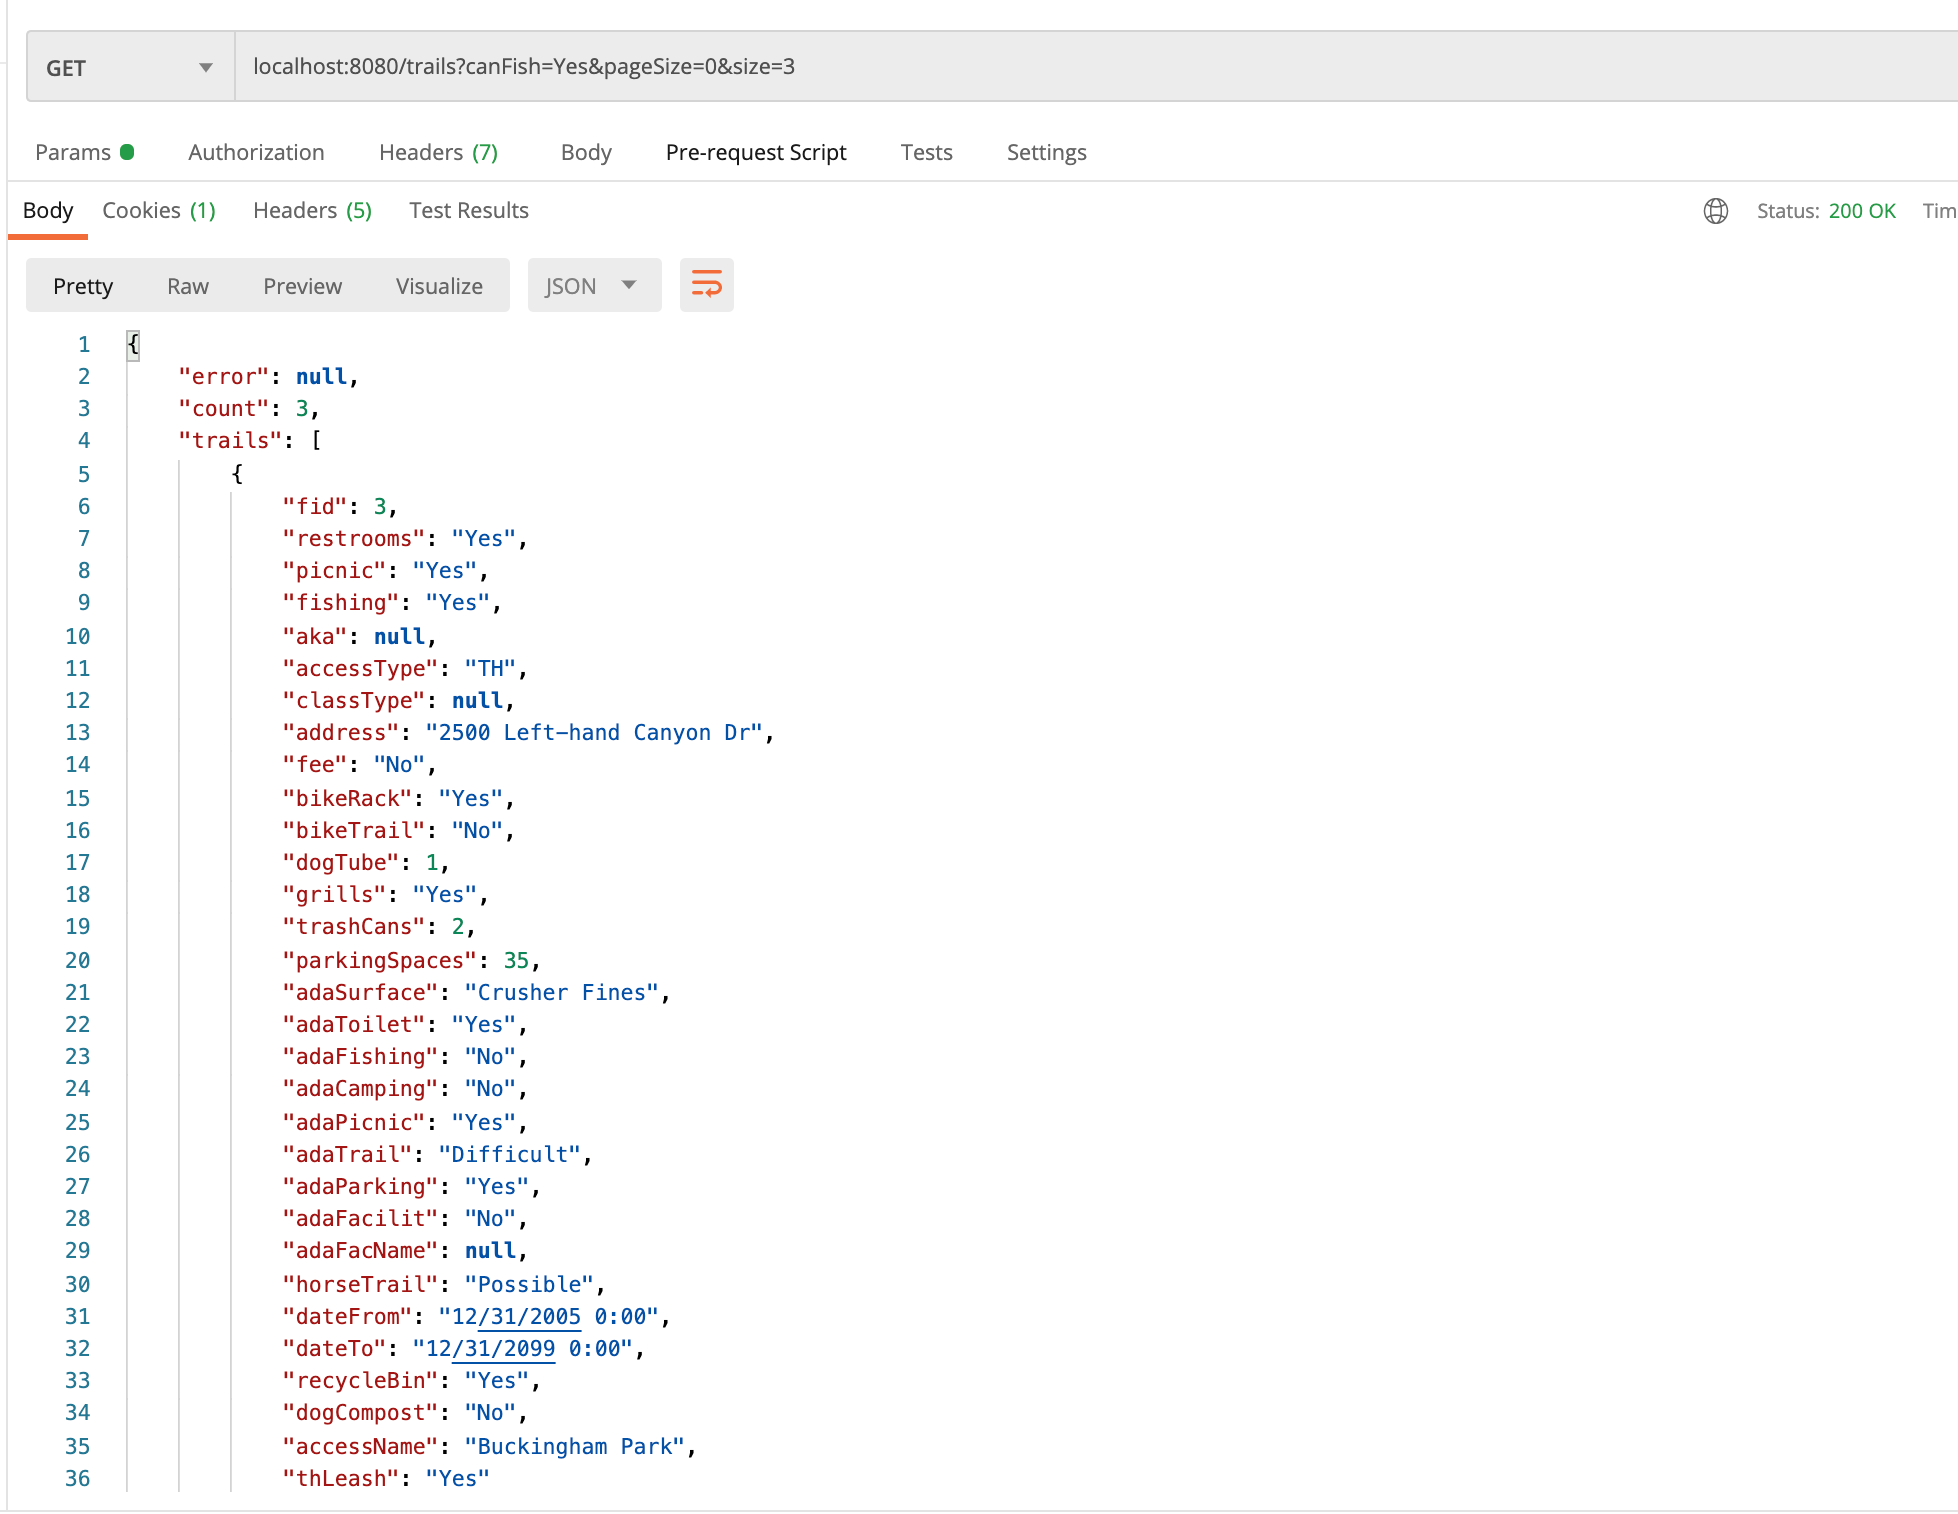 GET localhost:8080/trails?canFish=Yes&pageSize=0&size=3
Params Authorization Headers (7) Body Pre-request Script Tests Settings
Body Cookies (1) Headers (5) Test Results Status: 200 OK Tim
Pretty Raw Preview Visualize JSON
1 {
2 "error": null,
3 "count": 3,
4 "trails": [
5 {
6 "fid": 3,
7 "restrooms": "Yes",
8 "picnic": "Yes",
9 "fishing": "Yes",
10 "aka": null,
11 "accessType": "TH",
12 "classType": null,
13 "address": "2500 Left-hand Canyon Dr",
14 "fee": "No",
15 "bikeRack": "Yes",
16 "bikeTrail": "No",
17 "dogTube": 1,
18 "grills": "Yes",
19 "trashCans": 2,
20 "parkingSpaces": 35,
21 "adaSurface": "Crusher Fines",
22 "adaToilet": "Yes",
23 "adaFishing": "No",
24 "adaCamping": "No",
25 "adaPicnic": "Yes",
26 "adaTrail": "Difficult",
27 "adaParking": "Yes",
28 "adaFacilit": "No",
29 "adaFacName": null,
30 "horseTrail": "Possible",
31 "dateFrom": "12/31/2005 0:00",
32 "dateTo": "12/31/2099 0:00",
33 "recycleBin": "Yes",
34 "dogCompost": "No",
35 "accessName": "Buckingham Park",
36 "thLeash": "Yes"